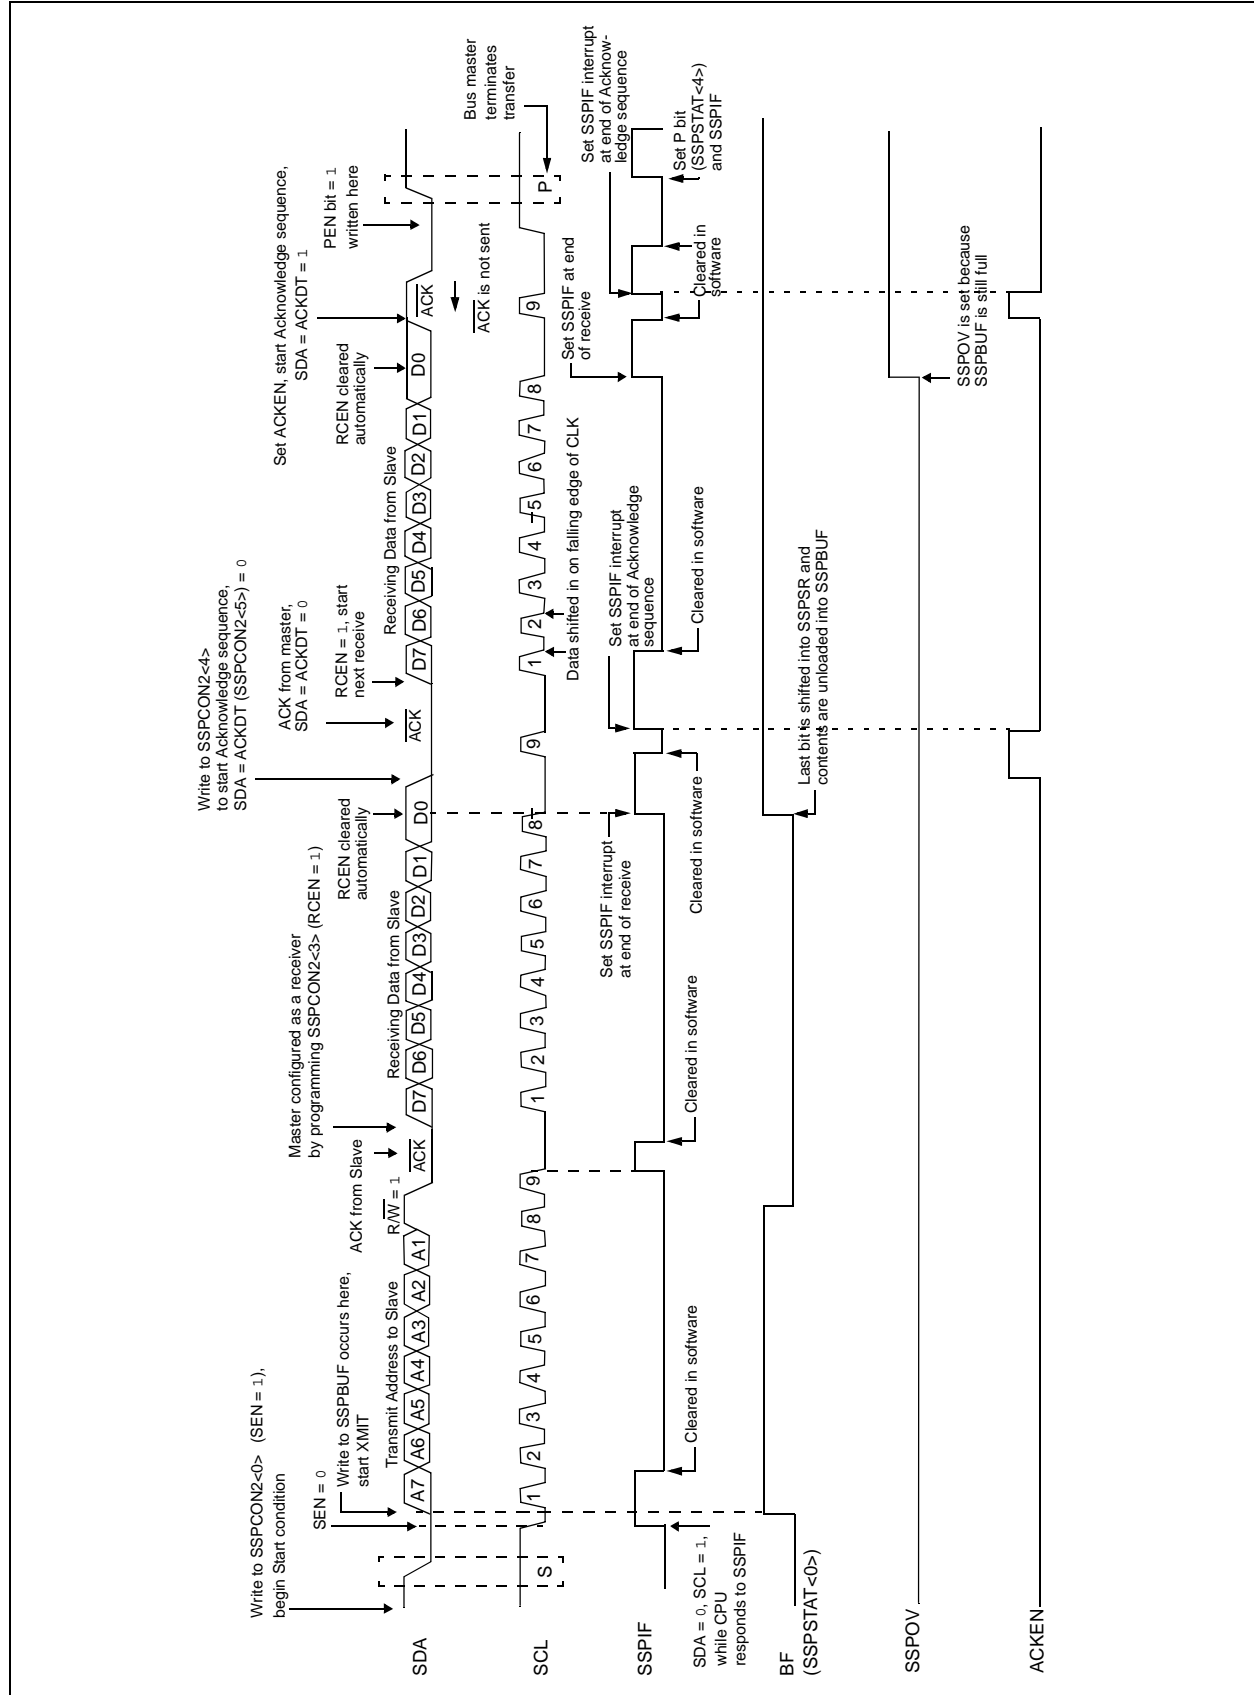 Write to SSPCON2<0> (SEN = 1),
begin Start condition
SEN = 0
Write to SSPBUF occurs here,
start XMIT
ACK from Slave
Master configured as a receiver
by programming SSPCON2<3> (RCEN = 1)
RCEN cleared
automatically
Write to SSPCON2<4>
to start Acknowledge sequence,
SDA = ACKDT (SSPCON2<5>) = 0
ACK from master,
SDA = ACKDT = 0
RCEN = 1, start
next receive
RCEN cleared
automatically
Set ACKEN, start Acknowledge sequence,
SDA = ACKDT = 1
PEN bit = 1
written here
Transmit Address to Slave
R/W = 1
Receiving Data from Slave
Receiving Data from Slave
SDA
A7 A6 A5 A4 A3 A2 A1
ACK
D7 D6 D5 D4 D3 D2 D1 D0
ACK
D7 D6 D5 D4 D3 D2 D1 D0
ACK
ACK is not sent
Bus master
terminates
transfer
SCL
S
1 2 3 4 5 6 7 8 9
1 2 3 4 5 6 7 8
9
1 2 3 4 5 6 7 8
9
P
Data shifted in on falling edge of CLK
Set SSPIF interrupt
at end of receive
Set SSPIF interrupt
at end of Acknowledge
sequence
Set SSPIF at end
of receive
Set SSPIF interrupt
at end of Acknow-
ledge sequence
SSPIF
SDA = 0, SCL = 1,
while CPU
responds to SSPIF
Cleared in software
Cleared in software
Cleared in software
Cleared in software
Cleared in
software
Set P bit
(SSPSTAT<4>)
and SSPIF
BF
(SSPSTAT<0>)
Last bit is shifted into SSPSR and
contents are unloaded into SSPBUF
SSPOV
SSPOV is set because
SSPBUF is still full
ACKEN